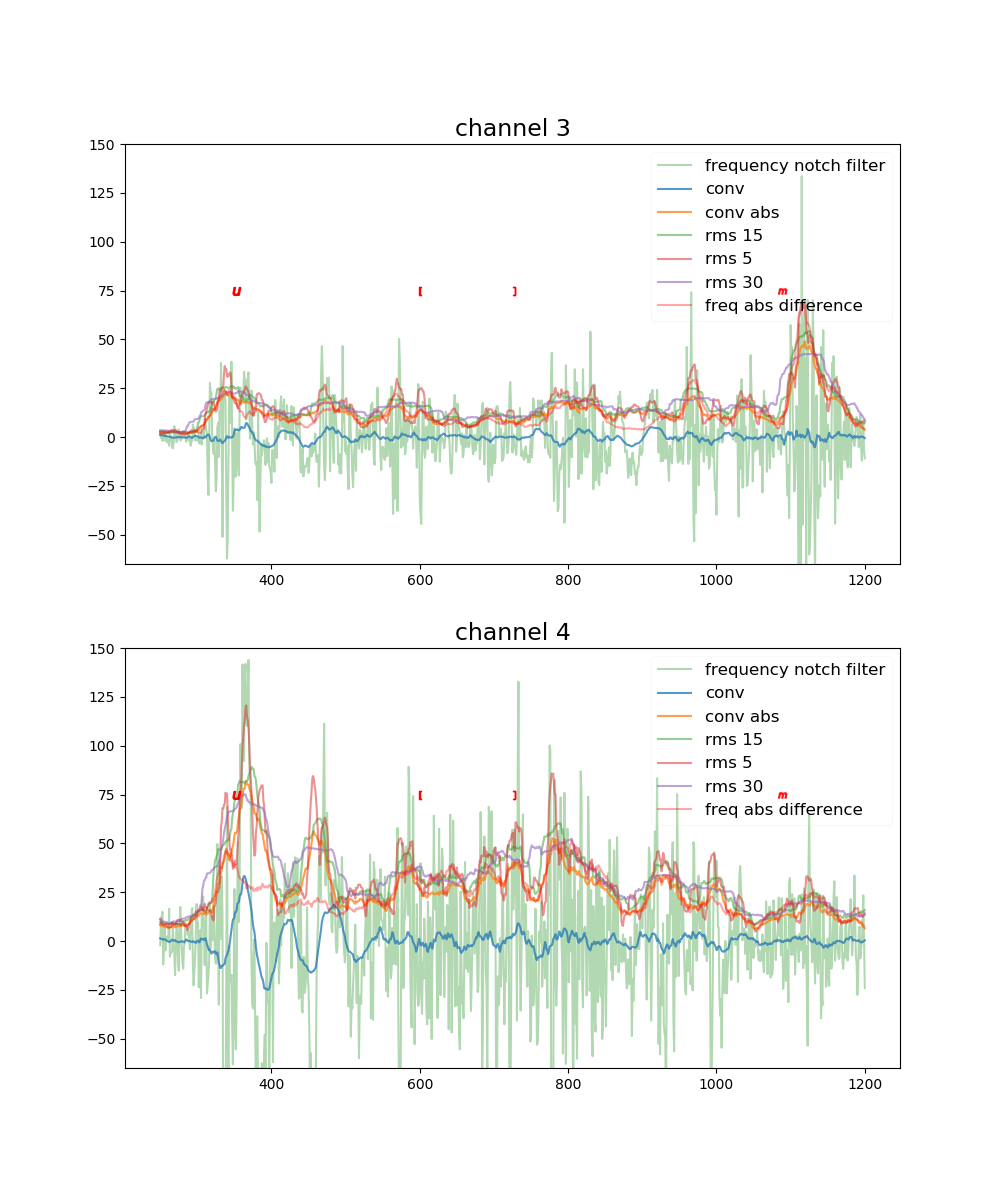 channel 3
150
125
100
75
50
25
0
−25
−50
frequency notch filter
conv
conv abs
rms 15
rms 5
rms 30
freq abs difference
u [ ] m
400 600 800 1000 1200
channel 4
150
125
100
75
50
25
0
−25
−50
frequency notch filter
conv
conv abs
rms 15
rms 5
rms 30
freq abs difference
u [ ] m
400 600 800 1000 1200